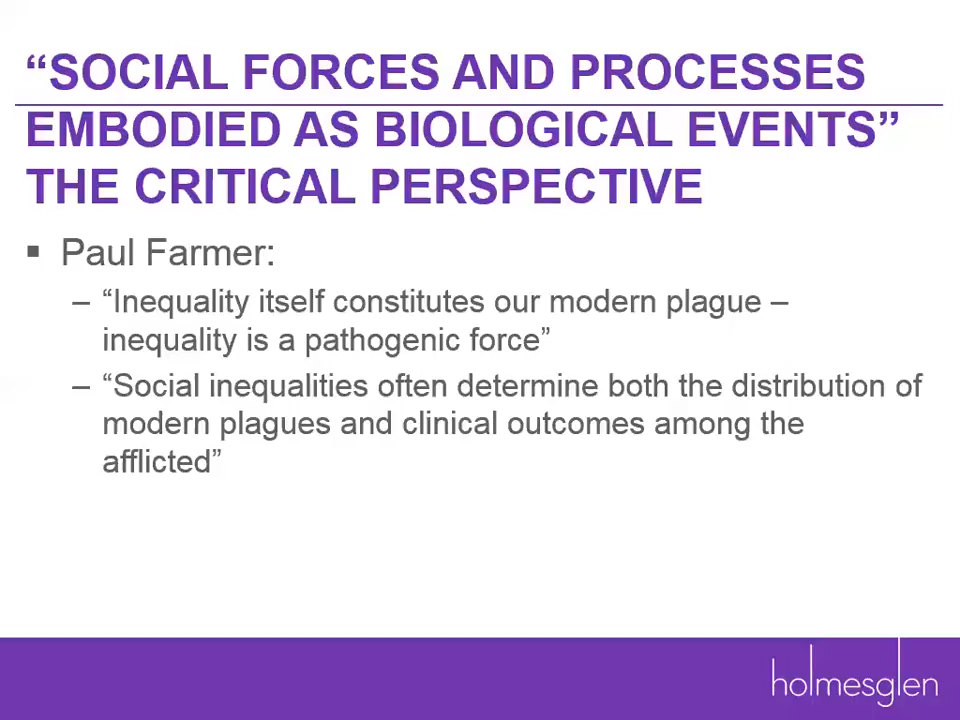 “SOCIAL FORCES AND PROCESSES
EMBODIED AS BIOLOGICAL EVENTS”
THE CRITICAL PERSPECTIVE
▪ Paul Farmer:
– “Inequality itself constitutes our modern plague –
inequality is a pathogenic force”
– “Social inequalities often determine both the distribution of
modern plagues and clinical outcomes among the
afflicted”
holmesglen